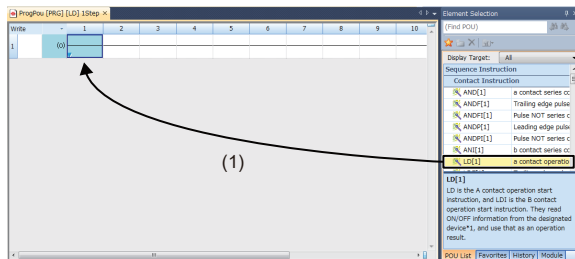 ProgPou [PRG] [LD] 1Step
Write 1 2 3 4 5 6 7 8 9 10
1 (0)
(1)
Element Selection
(Find POU)
Display Target: All
Sequence Instruction
Contact Instruction
AND[1] a contact series cc
ANDF[1] Trailing edge pulse
ANDFI[1] Pulse NOT series c
ANDP[1] Leading edge pulse
ANDPI[1] Pulse NOT series c
ANI[1] b contact series cc
LD[1] a contact operatio
LD[1]
LD is the A contact operation start
instruction, and LDI is the B contact
operation start instruction. They read
ON/OFF information from the designated
device*1, and use that as an operation
result.
POU List Favorites History Module